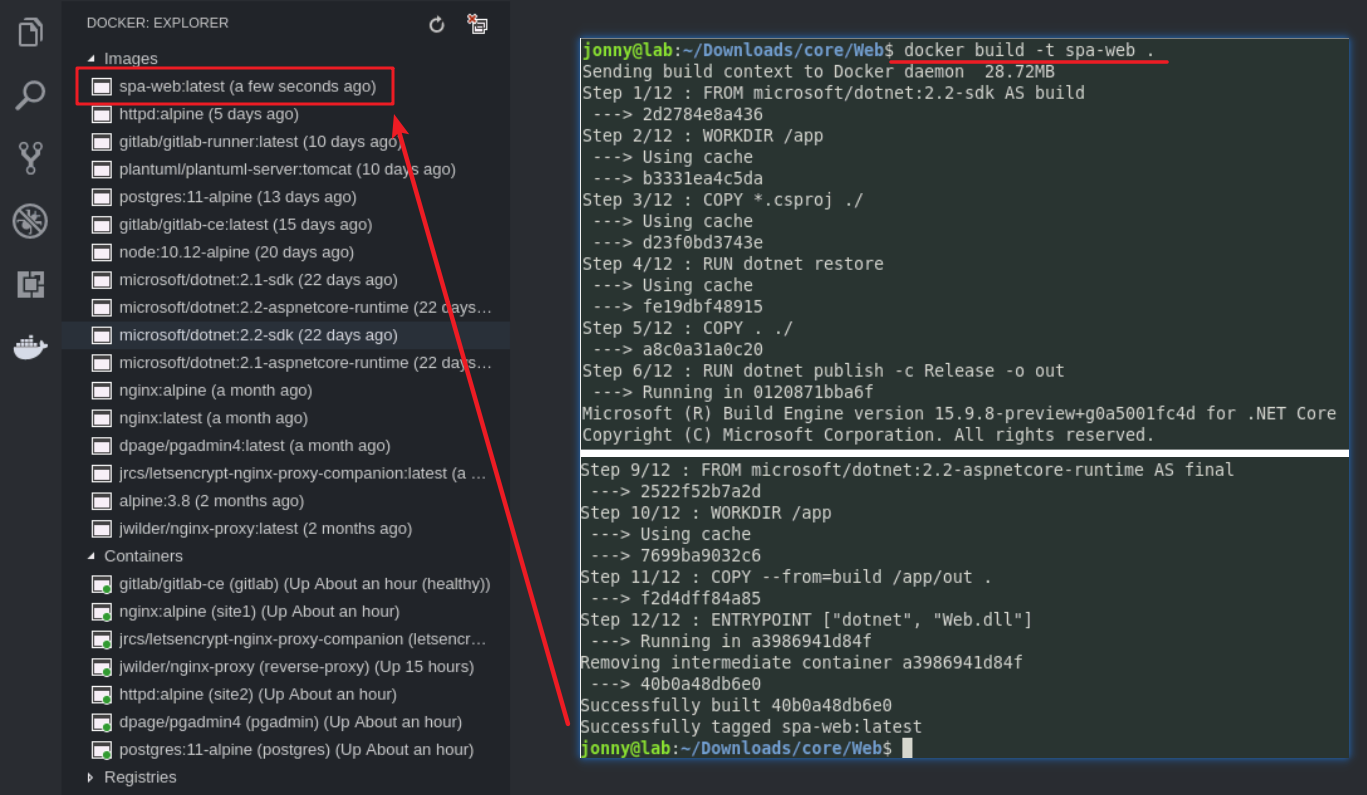 DOCKER: EXPLORER
Images
spa-web:latest (a few seconds ago)
httpd:alpine (5 days ago)
gitlab/gitlab-runner:latest (10 days ago)
plantuml/plantuml-server:tomcat (10 days ago)
postgres:11-alpine (13 days ago)
gitlab/gitlab-ce:latest (15 days ago)
node:10.12-alpine (20 days ago)
microsoft/dotnet:2.1-sdk (22 days ago)
microsoft/dotnet:2.2-aspnetcore-runtime (22 days…
microsoft/dotnet:2.2-sdk (22 days ago)
microsoft/dotnet:2.1-aspnetcore-runtime (22 days…
nginx:alpine (a month ago)
nginx:latest (a month ago)
dpage/pgadmin4:latest (a month ago)
jrcs/letsencrypt-nginx-proxy-companion:latest (a …
alpine:3.8 (2 months ago)
jwilder/nginx-proxy:latest (2 months ago)
Containers
gitlab/gitlab-ce (gitlab) (Up About an hour (healthy))
nginx:alpine (site1) (Up About an hour)
jrcs/letsencrypt-nginx-proxy-companion (letsencr…
jwilder/nginx-proxy (reverse-proxy) (Up 15 hours)
httpd:alpine (site2) (Up About an hour)
dpage/pgadmin4 (pgadmin) (Up About an hour)
postgres:11-alpine (postgres) (Up About an hour)
Registries
jonny@lab:~/Downloads/core/Web$ docker build -t spa-web .
Sending build context to Docker daemon  28.72MB
Step 1/12 : FROM microsoft/dotnet:2.2-sdk AS build
 ---> 2d2784e8a436
Step 2/12 : WORKDIR /app
 ---> Using cache
 ---> b3331ea4c5da
Step 3/12 : COPY *.csproj ./
 ---> Using cache
 ---> d23f0bd3743e
Step 4/12 : RUN dotnet restore
 ---> Using cache
 ---> fe19dbf48915
Step 5/12 : COPY . ./
 ---> a8c0a31a0c20
Step 6/12 : RUN dotnet publish -c Release -o out
 ---> Running in 0120871bba6f
Microsoft (R) Build Engine version 15.9.8-preview+g0a5001fc4d for .NET Core
Copyright (C) Microsoft Corporation. All rights reserved.
Step 9/12 : FROM microsoft/dotnet:2.2-aspnetcore-runtime AS final
 ---> 2522f52b7a2d
Step 10/12 : WORKDIR /app
 ---> Using cache
 ---> 7699ba9032c6
Step 11/12 : COPY --from=build /app/out .
 ---> f2d4dff84a85
Step 12/12 : ENTRYPOINT ["dotnet", "Web.dll"]
 ---> Running in a3986941d84f
Removing intermediate container a3986941d84f
 ---> 40b0a48db6e0
Successfully built 40b0a48db6e0
Successfully tagged spa-web:latest
jonny@lab:~/Downloads/core/Web$